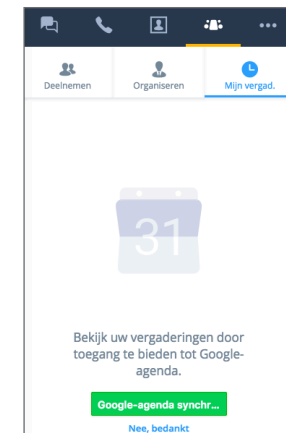 Deelnemen Organiseren Mijn vergad.
31
Bekijk uw vergaderingen door
toegang te bieden tot Google-
agenda.
Google-agenda synchr...
Nee, bedankt